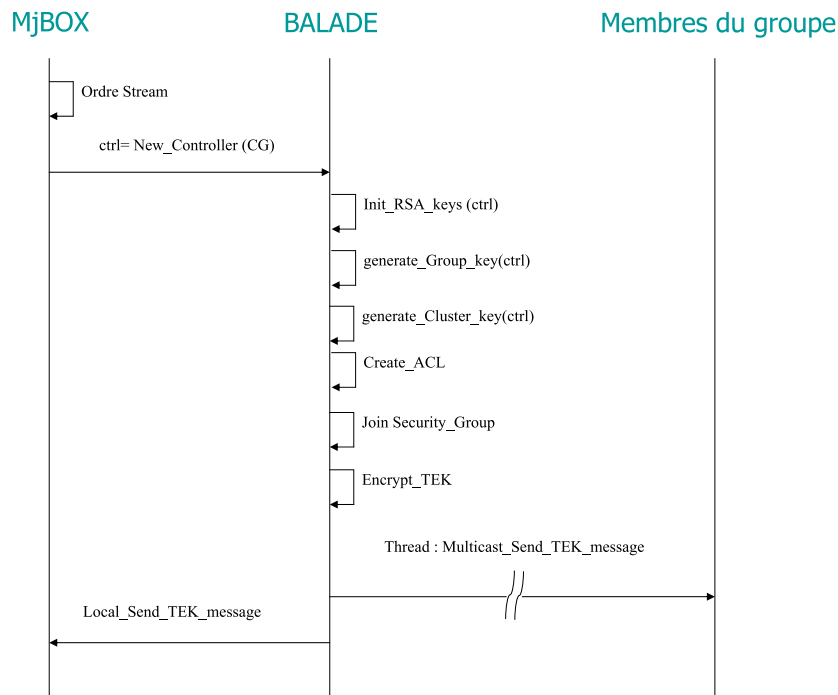 MjBOX
BALADE
Membres du groupe
Ordre Stream
ctrl= New_Controller (CG)
Init_RSA_keys (ctrl)
generate_Group_key(ctrl)
generate_Cluster_key(ctrl)
Create_ACL
Join Security_Group
Encrypt_TEK
Thread : Multicast_Send_TEK_message
Local_Send_TEK_message